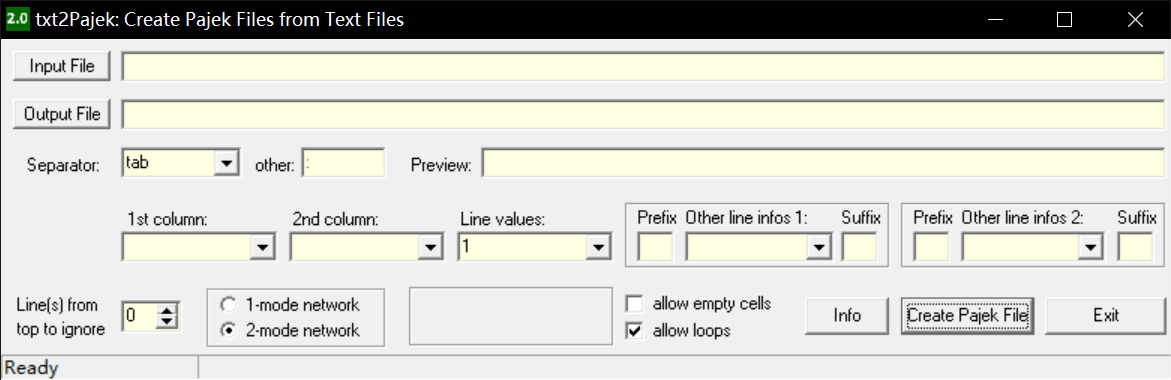 2.0 txt2Pajek: Create Pajek Files from Text Files
Input File
Output File
Separator: tab other: : Preview:
1st column: 2nd column: Line values: Prefix Other line infos 1: Suffix Prefix Other line infos 2: Suffix
1
Line(s) from
top to ignore
0
1-mode network
2-mode network
allow empty cells
allow loops
Info
Create Pajek File
Exit
Ready